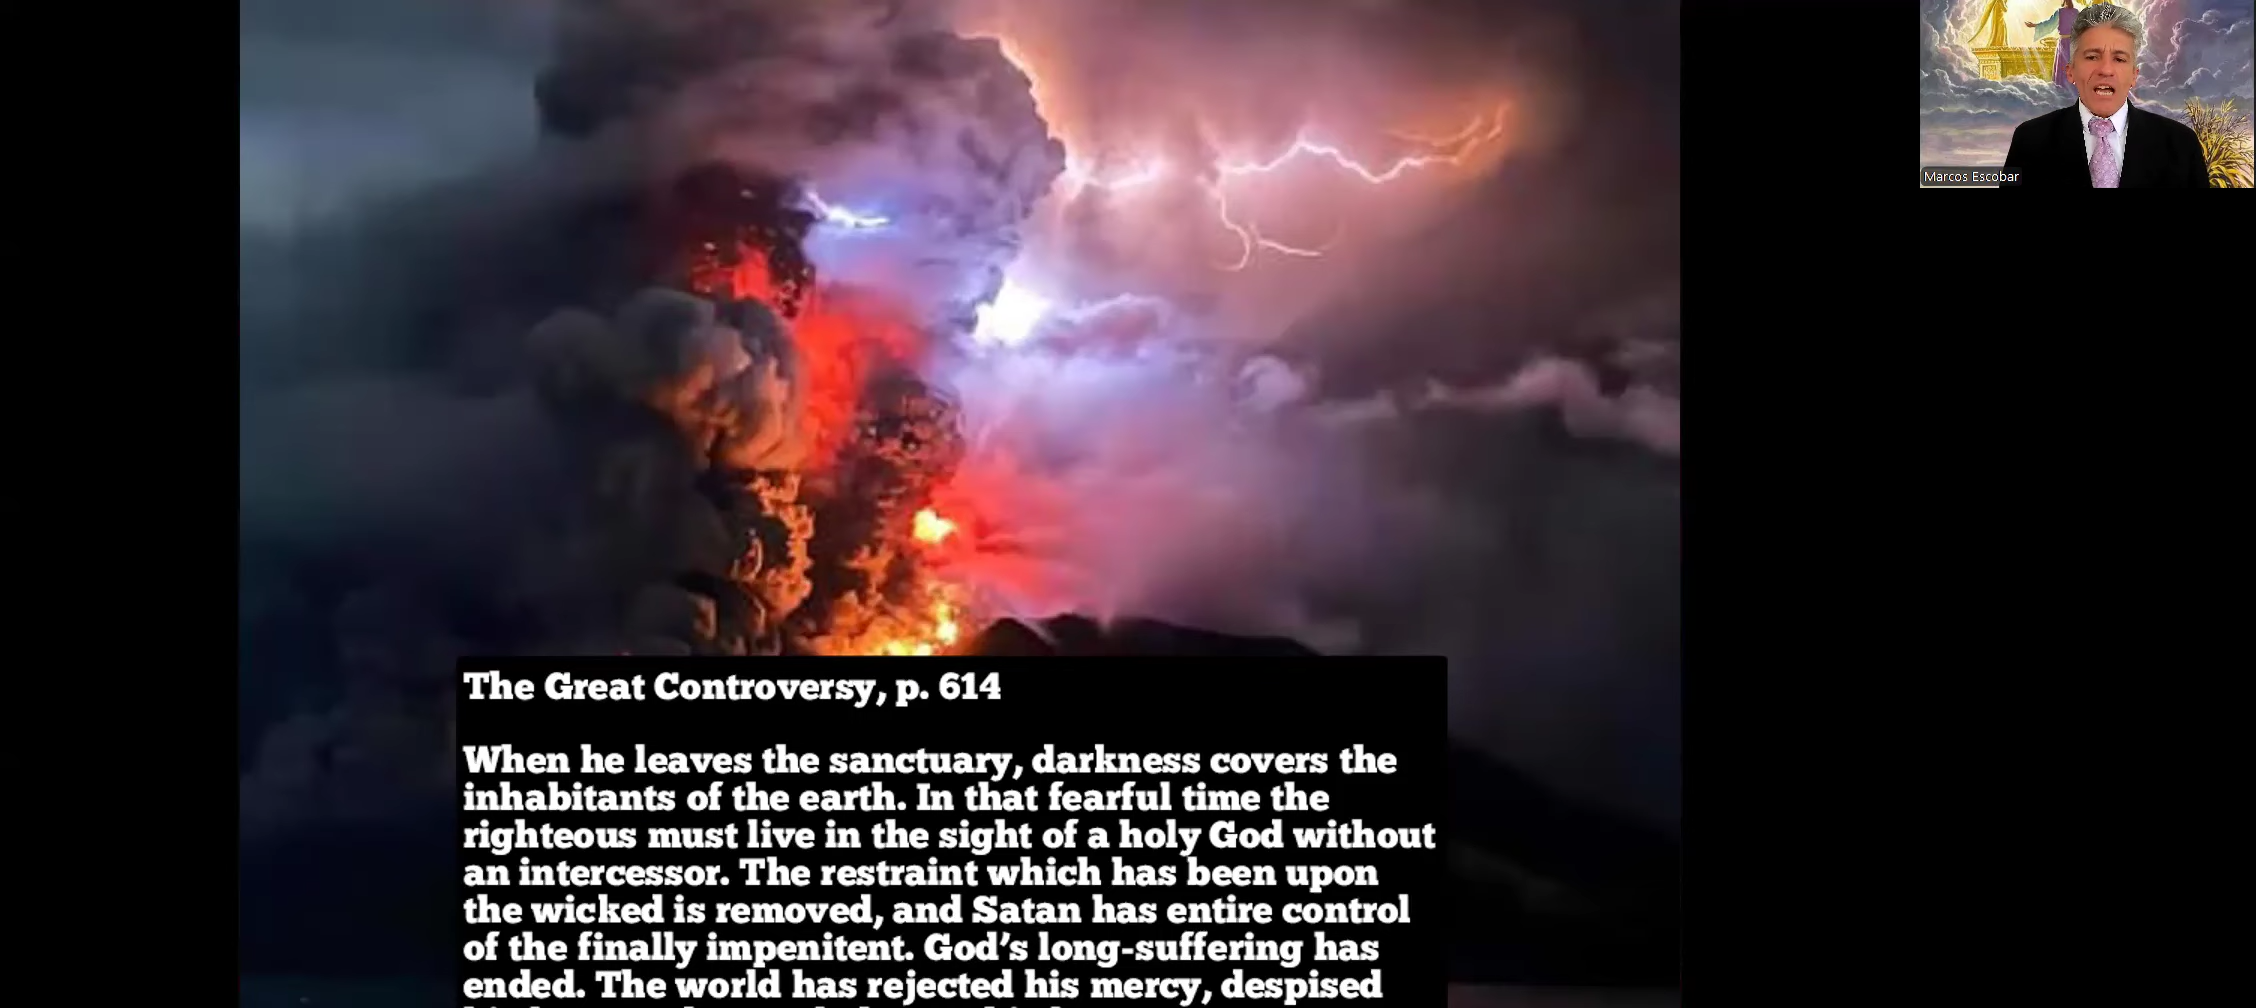 Marcos Escobar
The Great Controversy, p. 614
When he leaves the sanctuary, darkness covers the
inhabitants of the earth. In that fearful time the
righteous must live in the sight of a holy God without
an intercessor. The restraint which has been upon
the wicked is removed, and Satan has entire control
of the finally impenitent. God’s long-suffering has
ended. The world has rejected his mercy, despised